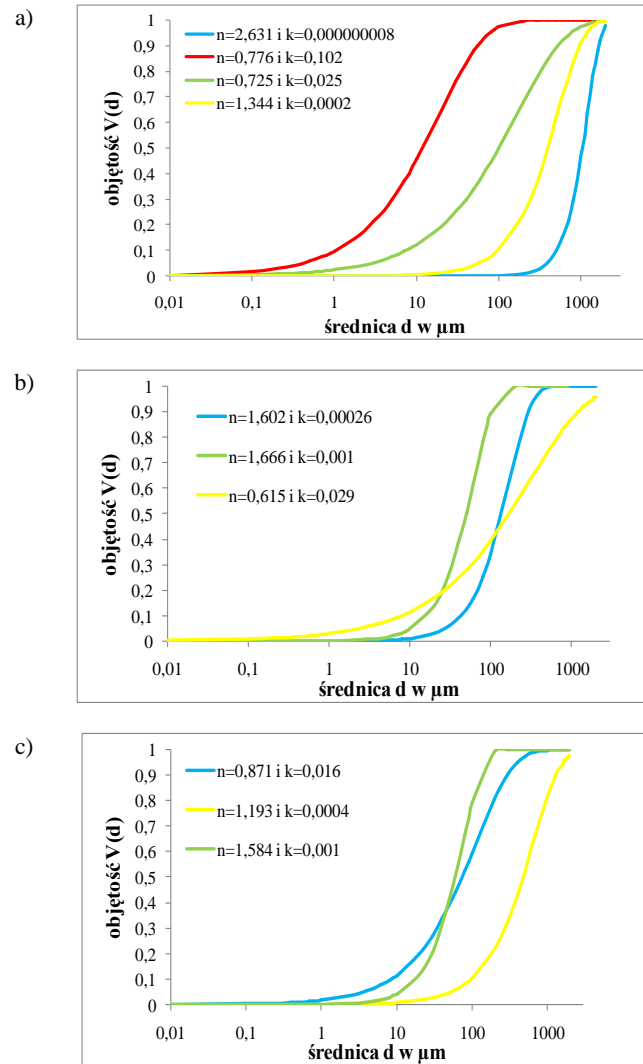 a)
n=2,631 i k=0,000000008
n=0,776 i k=0,102
n=0,725 i k=0,025
n=1,344 i k=0,0002
objętość V(d)
1
0,9
0,8
0,7
0,6
0,5
0,4
0,3
0,2
0,1
0
0,01 0,1 1 10 100 1000
średnica d w µm
b)
n=1,602 i k=0,00026
n=1,666 i k=0,001
n=0,615 i k=0,029
objętość V(d)
1
0,9
0,8
0,7
0,6
0,5
0,4
0,3
0,2
0,1
0
0,01 0,1 1 10 100 1000
średnica d w µm
c)
n=0,871 i k=0,016
n=1,193 i k=0,0004
n=1,584 i k=0,001
objętość V(d)
1
0,9
0,8
0,7
0,6
0,5
0,4
0,3
0,2
0,1
0
0,01 0,1 1 10 100 1000
średnica d w µm